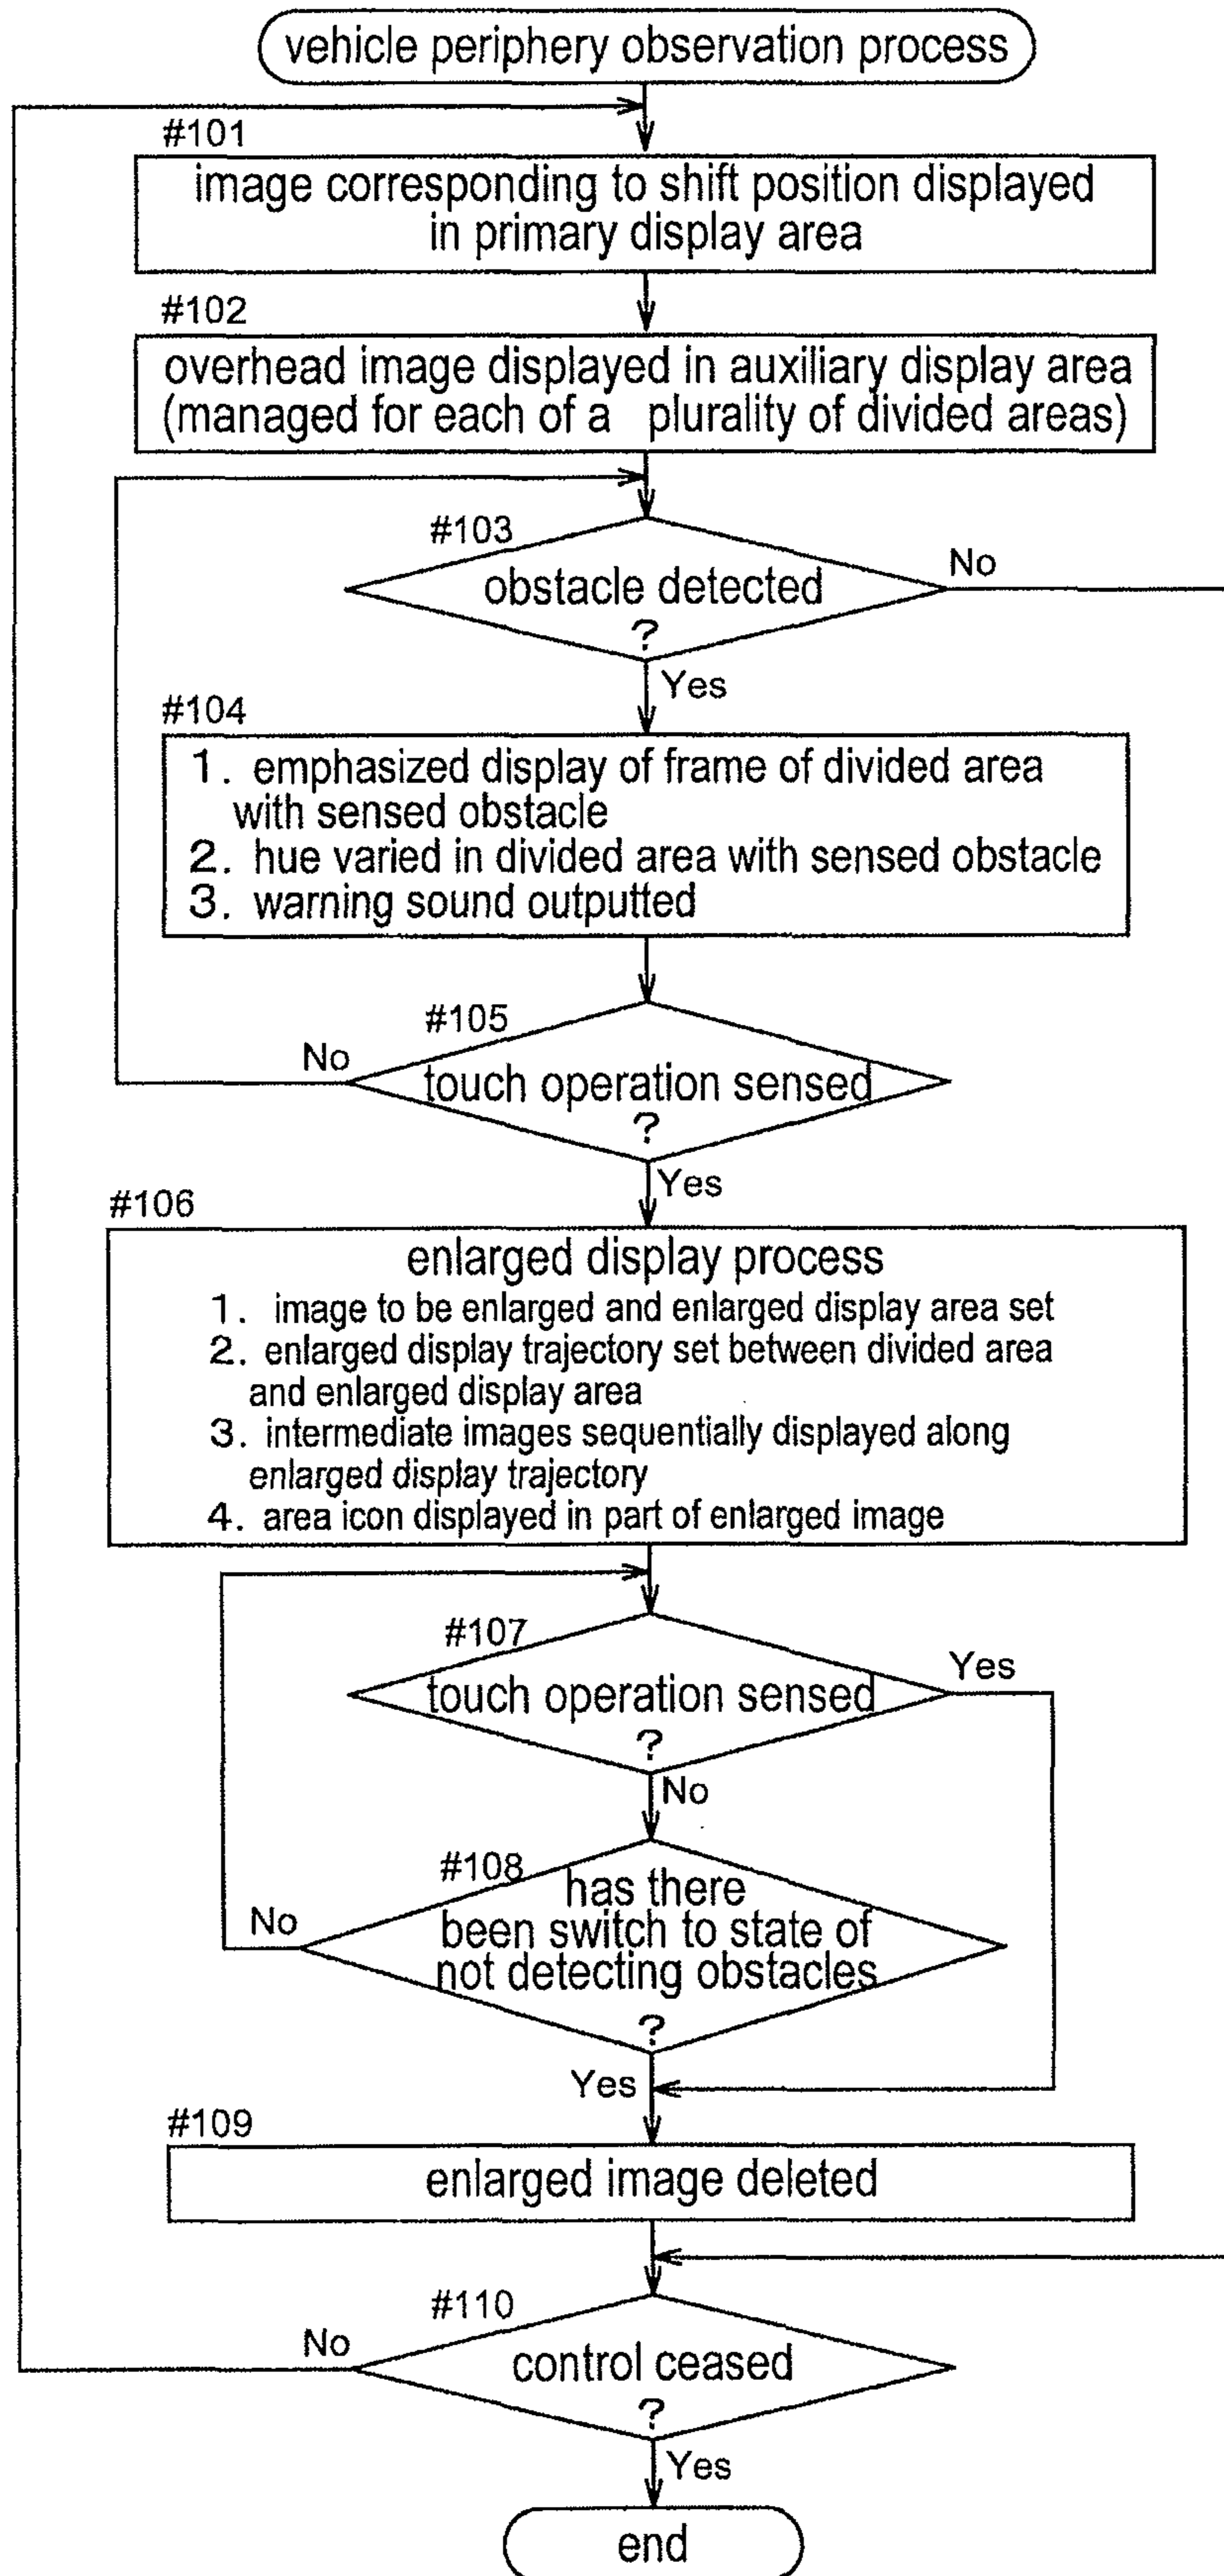 vehicle periphery observation process
#101
image corresponding to shift position displayed
in primary display area
#102
overhead image displayed in auxiliary display area
(managed for each of a plurality of divided areas)
#103
obstacle detected
?
No
Yes
#104
1. emphasized display of frame of divided area
with sensed obstacle
2. hue varied in divided area with sensed obstacle
3. warning sound outputted
#105
No
touch operation sensed
?
Yes
#106
enlarged display process
1. image to be enlarged and enlarged display area set
2. enlarged display trajectory set between divided area
and enlarged display area
3. intermediate images sequentially displayed along
enlarged display trajectory
4. area icon displayed in part of enlarged image
#107
Yes
touch operation sensed
?
No
#108
has there
No
been switch to state of
not detecting obstacles
?
Yes
#109
enlarged image deleted
#110
No
control ceased
?
Yes
end